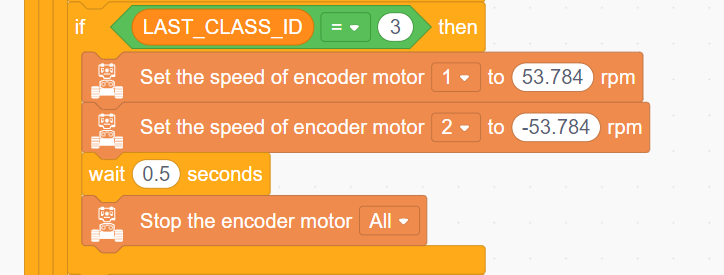 if LAST_CLASS_ID = 3 then
Set the speed of encoder motor 1 to 53.784 rpm
Set the speed of encoder motor 2 to -53.784 rpm
wait 0.5 seconds
Stop the encoder motor All